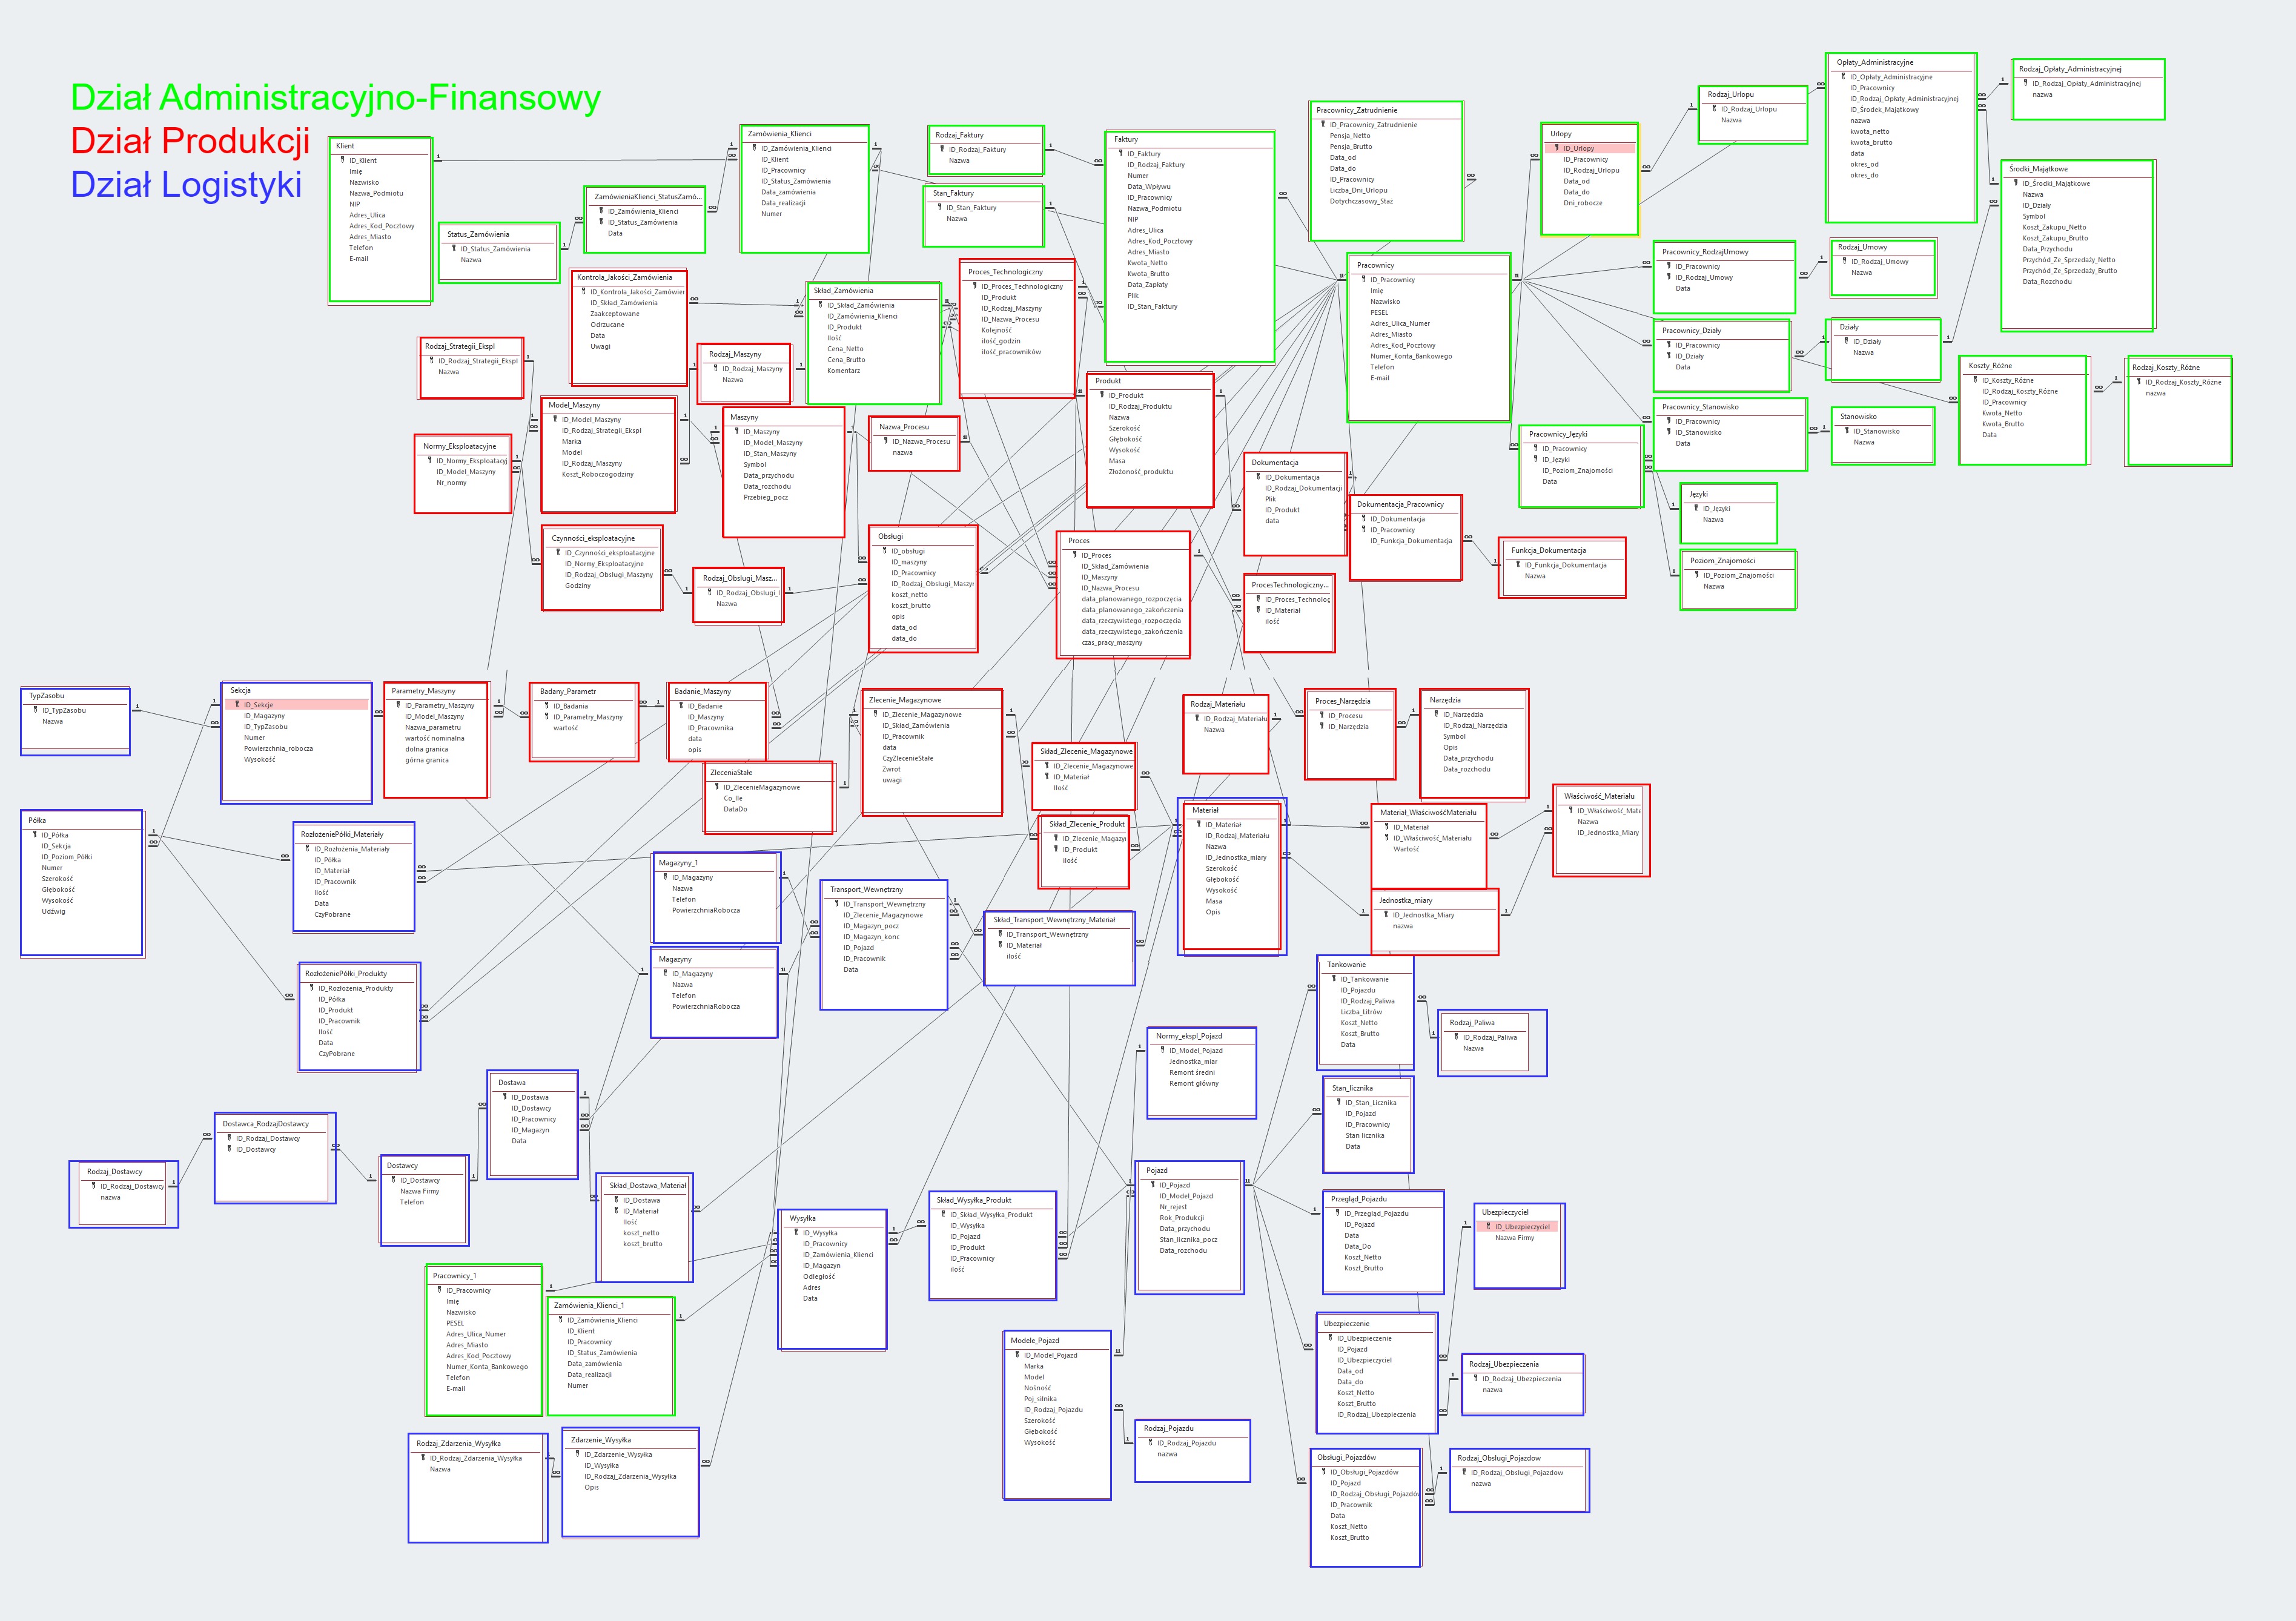 Dział Administracyjno-Finansowy
Dział Produkcji
Dział Logistyki
Klient
ID_Klient
Imię
Nazwisko
Nazwa_Podmiotu
NIP
Adres_Ulica
Adres_Kod_Pocztowy
Adres_Miasto
Telefon
E-mail
Status_Zamówienia
ID_Status_Zamówienia
Nazwa
ZamówieniaKlienci_StatusZamó...
ID_Zamówienia_Klienci
ID_Status_Zamówienia
Data
Zamówienia_Klienci
ID_Zamówienia_Klienci
ID_Klient
ID_Pracownicy
ID_Status_Zamówienia
Data_zamówienia
Data_realizacji
Numer
Rodzaj_Faktury
ID_Rodzaj_Faktury
Nazwa
Stan_Faktury
ID_Stan_Faktury
Nazwa
Faktury
ID_Faktury
ID_Rodzaj_Faktury
Numer
Data_Wpływu
ID_Pracownicy
Nazwa_Podmiotu
NIP
Adres_Ulica
Adres_Kod_Pocztowy
Adres_Miasto
Kwota_Netto
Kwota_Brutto
Data_Zapłaty
Plik
ID_Stan_Faktury
Pracownicy_Zatrudnienie
ID_Pracownicy_Zatrudnienie
Pensja_Netto
Pensja_Brutto
Data_od
Data_do
ID_Pracownicy
Liczba_Dni_Urlopu
Dotychczasowy_Staż
Pracownicy
ID_Pracownicy
Imię
Nazwisko
PESEL
Adres_Ulica_Numer
Adres_Miasto
Adres_Kod_Pocztowy
Numer_Konta_Bankowego
Telefon
E-mail
Urlopy
ID_Urlopy
ID_Pracownicy
ID_Rodzaj_Urlopu
Data_od
Data_do
Dni_robocze
Rodzaj_Urlopu
ID_Rodzaj_Urlopu
Nazwa
Opłaty_Administracyjne
ID_Opłaty_Administracyjne
ID_Pracownicy
ID_Rodzaj_Opłaty_Administracyjnej
ID_Środek_Majątkowy
nazwa
kwota_netto
kwota_brutto
data
okres_od
okres_do
Rodzaj_Opłaty_Administracyjnej
ID_Rodzaj_Opłaty_Administracyjnej
nazwa
Środki_Majątkowe
ID_Środki_Majątkowe
Nazwa
ID_Działy
Symbol
Koszt_Zakupu_Netto
Koszt_Zakupu_Brutto
Data_Przychodu
Przychód_Ze_Sprzedaży_Netto
Przychód_Ze_Sprzedaży_Brutto
Data_Rozchodu
Pracownicy_RodzajUmowy
ID_Pracownicy
ID_Rodzaj_Umowy
Data
Rodzaj_Umowy
ID_Rodzaj_Umowy
Nazwa
Pracownicy_Działy
ID_Pracownicy
ID_Działy
Data
Działy
ID_Działy
Nazwa
Koszty_Różne
ID_Koszty_Różne
ID_Rodzaj_Koszty_Różne
ID_Pracownicy
Kwota_Netto
Kwota_Brutto
Data
Rodzaj_Koszty_Różne
ID_Rodzaj_Koszty_Różne
nazwa
Pracownicy_Stanowisko
ID_Pracownicy
ID_Stanowisko
Data
Stanowisko
ID_Stanowisko
Nazwa
Pracownicy_Języki
ID_Pracownicy
ID_Języki
ID_Poziom_Znajomości
Data
Języki
ID_Języki
Nazwa
Poziom_Znajomości
ID_Poziom_Znajomości
Nazwa
Kontrola_Jakości_Zamówienia
ID_Kontrola_Jakości_Zamówier
ID_Skład_Zamówienia
Zaakceptowane
Odrzucane
Data
Uwagi
Skład_Zamówienia
ID_Skład_Zamówienia
ID_Zamówienia_Klienci
ID_Produkt
Ilość
Cena_Netto
Cena_Brutto
Komentarz
Proces_Technologiczny
ID_Proces_Technologiczny
ID_Produkt
ID_Rodzaj_Maszyny
ID_Nazwa_Procesu
Kolejność
ilość_godzin
ilość_pracowników
Rodzaj_Strategii_Ekspl
ID_Rodzaj_Strategii_Ekspl
Nazwa
Rodzaj_Maszyny
ID_Rodzaj_Maszyny
Nazwa
Produkt
ID_Produkt
ID_Rodzaj_Produktu
Nazwa
Szerokość
Głębokość
Wysokość
Masa
Złożoność_produktu
Model_Maszyny
ID_Model_Maszyny
ID_Rodzaj_Strategii_Ekspl
Marka
Model
ID_Rodzaj_Maszyny
Koszt_Roboczogodziny
Maszyny
ID_Maszyny
ID_Model_Maszyny
ID_Stan_Maszyny
Symbol
Data_przychodu
Data_rozchodu
Przebieg_pocz
Nazwa_Procesu
ID_Nazwa_Procesu
nazwa
Normy_Eksploatacyjne
ID_Normy_Eksploatacyj
ID_Model_Maszyny
Nr_normy
Dokumentacja
ID_Dokumentacja
ID_Rodzaj_Dokumentacji
Plik
ID_Produkt
data
Dokumentacja_Pracownicy
ID_Dokumentacja
ID_Pracownicy
ID_Funkcja_Dokumentacja
Funkcja_Dokumentacja
ID_Funkcja_Dokumentacja
Nazwa
Czynności_eksploatacyjne
ID_Czynności_eksploatacyjne
ID_Normy_Eksploatacyjne
ID_Rodzaj_Obslugi_Maszyny
Godziny
Rodzaj_Obslugi_Masz...
ID_Rodzaj_Obslugi_I
Nazwa
Obsługi
ID_obsługi
ID_maszyny
ID_Pracownicy
ID_Rodzaj_Obslugi_Maszyn
koszt_netto
koszt_brutto
opis
data_od
data_do
Proces
ID_Proces
ID_Skład_Zamówienia
ID_Maszyny
ID_Nazwa_Procesu
data_planowanego_rozpoczęcia
data_planowanego_zakończenia
data_rzeczywistego_rozpoczęcia
data_rzeczywistego_zakończenia
czas_pracy_maszyny
ProcesTechnologiczny...
ID_Proces_Technolog
ID_Materiał
ilość
TypZasobu
ID_TypZasobu
Nazwa
Sekcja
ID_Sekcje
ID_Magazyny
ID_TypZasobu
Numer
Powierzchnia_robocza
Wysokość
Parametry_Maszyny
ID_Parametry_Maszyny
ID_Model_Maszyny
Nazwa_parametru
wartość nominalna
dolna granica
górna granica
Badany_Parametr
ID_Badania
ID_Parametry_Maszyny
wartość
Badanie_Maszyny
ID_Badanie
ID_Maszyny
ID_Pracownika
data
opis
ZleceniaStałe
ID_ZlecenieMagazynowe
Co_Ile
DataDo
Zlecenie_Magazynowe
ID_Zlecenie_Magazynowe
ID_Skład_Zamówienia
ID_Pracownik
data
CzyZlecenieStałe
Zwrot
uwagi
Skład_Zlecenie_Magazynowe
ID_Zlecenie_Magazynowe
ID_Materiał
Ilość
Skład_Zlecenie_Produkt
ID_Zlecenie_Magazyi
ID_Produkt
ilość
Rodzaj_Materiału
ID_Rodzaj_Materiału
Nazwa
Proces_Narzędzia
ID_Procesu
ID_Narzędzia
Narzędzia
ID_Narzędzia
ID_Rodzaj_Narzędzia
Symbol
Opis
Data_przychodu
Data_rozchodu
Materiał
ID_Materiał
ID_Rodzaju_Materiału
Nazwa
ID_Jednostka_miary
Szerokość
Głębokość
Wysokość
Masa
Opis
Materiał_WłaściwośćMateriału
ID_Materiał
ID_Właściwość_Materiału
Wartość
Właściwość_Materiału
ID_Właściwość_Mate
Nazwa
ID_Jednostka_Miary
Jednostka_miary
ID_Jednostka_Miary
nazwa
Półka
ID_Półka
ID_Sekcja
ID_Poziom_Półki
Numer
Szerokość
Głębokość
Wysokość
Udźwig
RozłożeniePółki_Materiały
ID_Rozłożenia_Materiały
ID_Półka
ID_Materiał
ID_Pracownik
Ilość
Data
CzyPobrane
RozłożeniePółki_Produkty
ID_Rozłożenia_Produkty
ID_Półka
ID_Produkt
ID_Pracownik
Ilość
Data
CzyPobrane
Magazyny_1
ID_Magazyny
Nazwa
Telefon
PowierzchniaRobocza
Magazyny
ID_Magazyny
Nazwa
Telefon
PowierzchniaRobocza
Transport_Wewnętrzny
ID_Transport_Wewnętrzny
ID_Zlecenie_Magazynowe
ID_Magazyn_pocz
ID_Magazyn_konc
ID_Pojazd
ID_Pracownik
Data
Skład_Transport_Wewnętrzny_Materiał
ID_Transport_Wewnętrzny
ID_Materiał
ilość
Tankowanie
ID_Tankowanie
ID_Pojazdu
ID_Rodzaj_Paliwa
Liczba_Litrów
Koszt_Netto
Koszt_Brutto
Data
Rodzaj_Paliwa
ID_Rodzaj_Paliwa
Nazwa
Normy_ekspl_Pojazd
ID_Model_Pojazd
Jednostka_miar
Remont średni
Remont główny
Stan_licznika
ID_Stan_Licznika
ID_Pojazd
ID_Pracownicy
Stan licznika
Data
Dostawa
ID_Dostawa
ID_Dostawcy
ID_Pracownicy
ID_Magazyn
Data
Dostawca_RodzajDostawcy
ID_Rodzaj_Dostawcy
ID_Dostawcy
Rodzaj_Dostawcy
ID_Rodzaj_Dostawcy
nazwa
Dostawcy
ID_Dostawcy
Nazwa Firmy
Telefon
Skład_Dostawa_Materiał
ID_Dostawa
ID_Materiał
Ilość
koszt_netto
koszt_brutto
Wysyłka
ID_Wysyłka
ID_Pracownicy
ID_Zamówienia_Klienci
ID_Magazyn
Odległość
Adres
Data
Skład_Wysyłka_Produkt
ID_Skład_Wysyłka_Produkt
ID_Wysyłka
ID_Pojazd
ID_Produkt
ID_Pracownicy
ilość
Pojazd
ID_Pojazd
ID_Model_Pojazd
Nr_rejest
Rok_Produkcji
Data_przychodu
Stan_licznika_pocz
Data_rozchodu
Przegląd_Pojazdu
ID_Przegląd_Pojazdu
ID_Pojazd
Data
Data_Do
Koszt_Netto
Koszt_Brutto
Ubezpieczyciel
ID_Ubezpieczyciel
Nazwa Firmy
Pracownicy_1
ID_Pracownicy
Imię
Nazwisko
PESEL
Adres_Ulica_Numer
Adres_Miasto
Adres_Kod_Pocztowy
Numer_Konta_Bankowego
Telefon
E-mail
Zamówienia_Klienci_1
ID_Zamówienia_Klienci
ID_Klient
ID_Pracownicy
ID_Status_Zamówienia
Data_zamówienia
Data_realizacji
Numer
Modele_Pojazd
ID_Model_Pojazd
Marka
Model
Nośność
Poj_silnika
ID_Rodzaj_Pojazdu
Szerokość
Głębokość
Wysokość
Rodzaj_Pojazdu
ID_Rodzaj_Pojazdu
nazwa
Ubezpieczenie
ID_Ubezpieczenie
ID_Pojazd
ID_Ubezpieczyciel
Data_od
Data_do
Koszt_Netto
Koszt_Brutto
ID_Rodzaj_Ubezpieczenia
Rodzaj_Ubezpieczenia
ID_Rodzaj_Ubezpieczenia
nazwa
Rodzaj_Zdarzenia_Wysyłka
ID_Rodzaj_Zdarzenia_Wysyłka
Nazwa
Zdarzenie_Wysyłka
ID_Zdarzenie_Wysyłka
ID_Wysyłka
ID_Rodzaj_Zdarzenia_Wysyłka
Opis
Obsługi_Pojazdów
ID_Obsługi_Pojazdów
ID_Pojazd
ID_Rodzaj_Obsługi_Pojazdów
ID_Pracownik
Data
Koszt_Netto
Koszt_Brutto
Rodzaj_Obslugi_Pojazdow
ID_Rodzaj_Obslugi_Pojazdow
nazwa